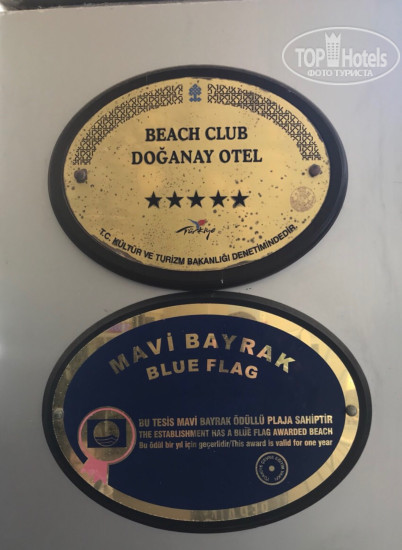 TOP Hotels
ФОТО ТУРИСТА
BEACH CLUB
DOĞANAY OTEL
Türkiye
T.C. KÜLTÜR VE TURİZM BAKANLIĞI DENETİMİNDEDİR.
MAVİ BAYRAK
BLUE FLAG
BU TESİS MAVİ BAYRAK ÖDÜLLÜ PLAJA SAHİPTİR
THE ESTABLISHMENT HAS A BLUE FLAG AWARDED BEACH
Bu ödül bir yıl için geçerlidir/This award is valid for one year